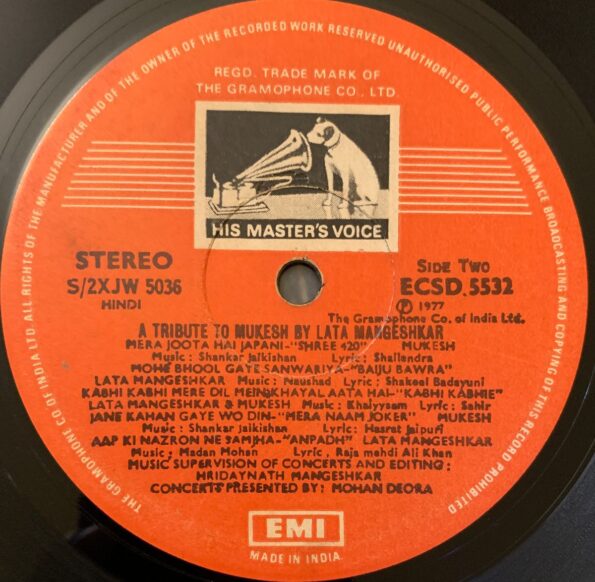 THE GRAMOPHONE CO OF INDIA LTD. ALL RIGHTS OF THE MANUFACTURER AND OF THE OWNER OF THE RECORDED WORK RESERVED UNAUTHORISED PUBLIC PERFORMANCE BROADCASTING AND COPYING OF THIS RECORD PROHIBITED
REGD. TRADE MARK OF
THE GRAMOPHONE CO., LTD.
HIS MASTER'S VOICE
STEREO
S/2XJW 5036
HINDI
SIDE TWO
ECSD.5532
Ⓟ 1977
The Gramophone Co. of India Ltd.
A TRIBUTE TO MUKESH BY LATA MANGESHKAR
MERA JOOTA HAI JAPANI-"SHREE 420" MUKESH
Music: Shankar Jaikishan Lyric: Shailendra
MOHE BHOOL GAYE SANWARIYA-"BAIJU BAWRA"
LATA MANGESHKAR Music: Naushad Lyric: Shakeel Badayuni
KABHI KABHI MERE DIL MEIN KHAYAL AATA HAI-"KABHI KABHIE"
LATA MANGESHKAR & MUKESH Music: Khaiyyam Lyric: Sahir
JANE KAHAN GAYE WO DIN-"MERA NAAM JOKER" MUKESH
Music: Shankar Jaikishan Lyric: Hasrat Jaipuri
AAP KI NAZRON NE SAMJHA-"ANPADH" LATA MANGESHKAR
Music: Madan Mohan Lyric, Raja mehdi Ali Khan
MUSIC SUPERVISION OF CONCERTS AND EDITING:
HRIDAYNATH MANGESHKAR
CONCERTS PRESENTED BY: MOHAN DEORA
EMI
MADE IN INDIA.